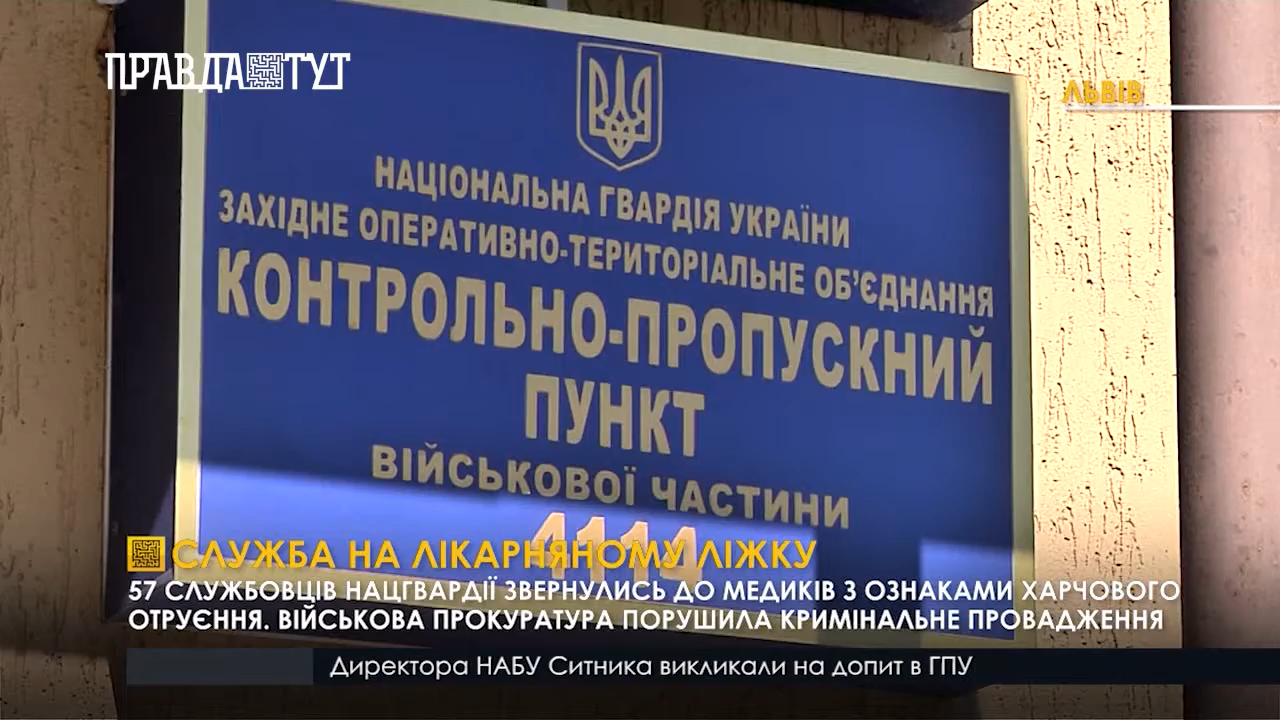 ПРАВДА ТУТ
ЛЬВІВ
НАЦІОНАЛЬНА ГВАРДІЯ УКРАЇНИ
ЗАХІДНЕ ОПЕРАТИВНО-ТЕРИТОРІАЛЬНЕ ОБ'ЄДНАННЯ
КОНТРОЛЬНО-ПРОПУСКНИЙ
ПУНКТ
ВІЙСЬКОВОЇ ЧАСТИНИ
4114
СЛУЖБА НА ЛІКАРНЯНОМУ ЛІЖКУ
57 СЛУЖБОВЦІВ НАЦГВАРДІЇ ЗВЕРНУЛИСЬ ДО МЕДИКІВ З ОЗНАКАМИ ХАРЧОВОГО
ОТРУЄННЯ. ВІЙСЬКОВА ПРОКУРАТУРА ПОРУШИЛА КРИМІНАЛЬНЕ ПРОВАДЖЕННЯ
Директора НАБУ Ситника викликали на допит в ГПУ